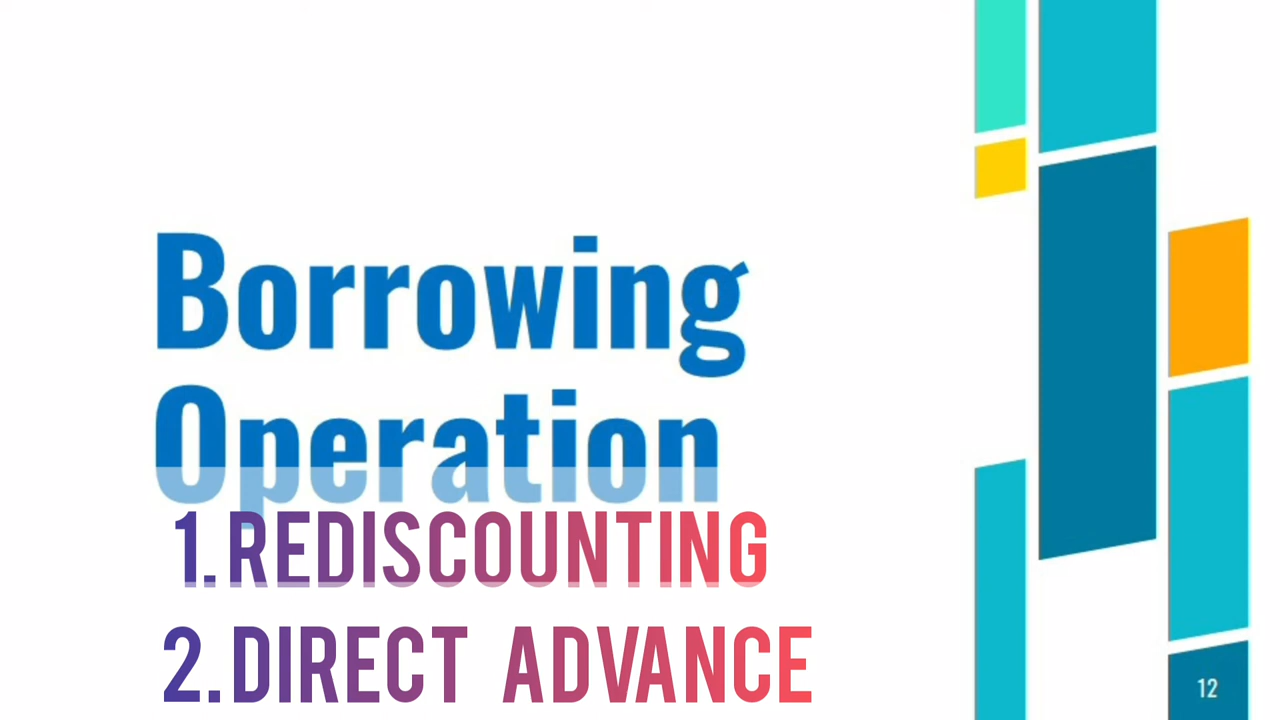 Borrowing
Operation
1.REDISCOUNTING
2.DIRECT ADVANCE
12